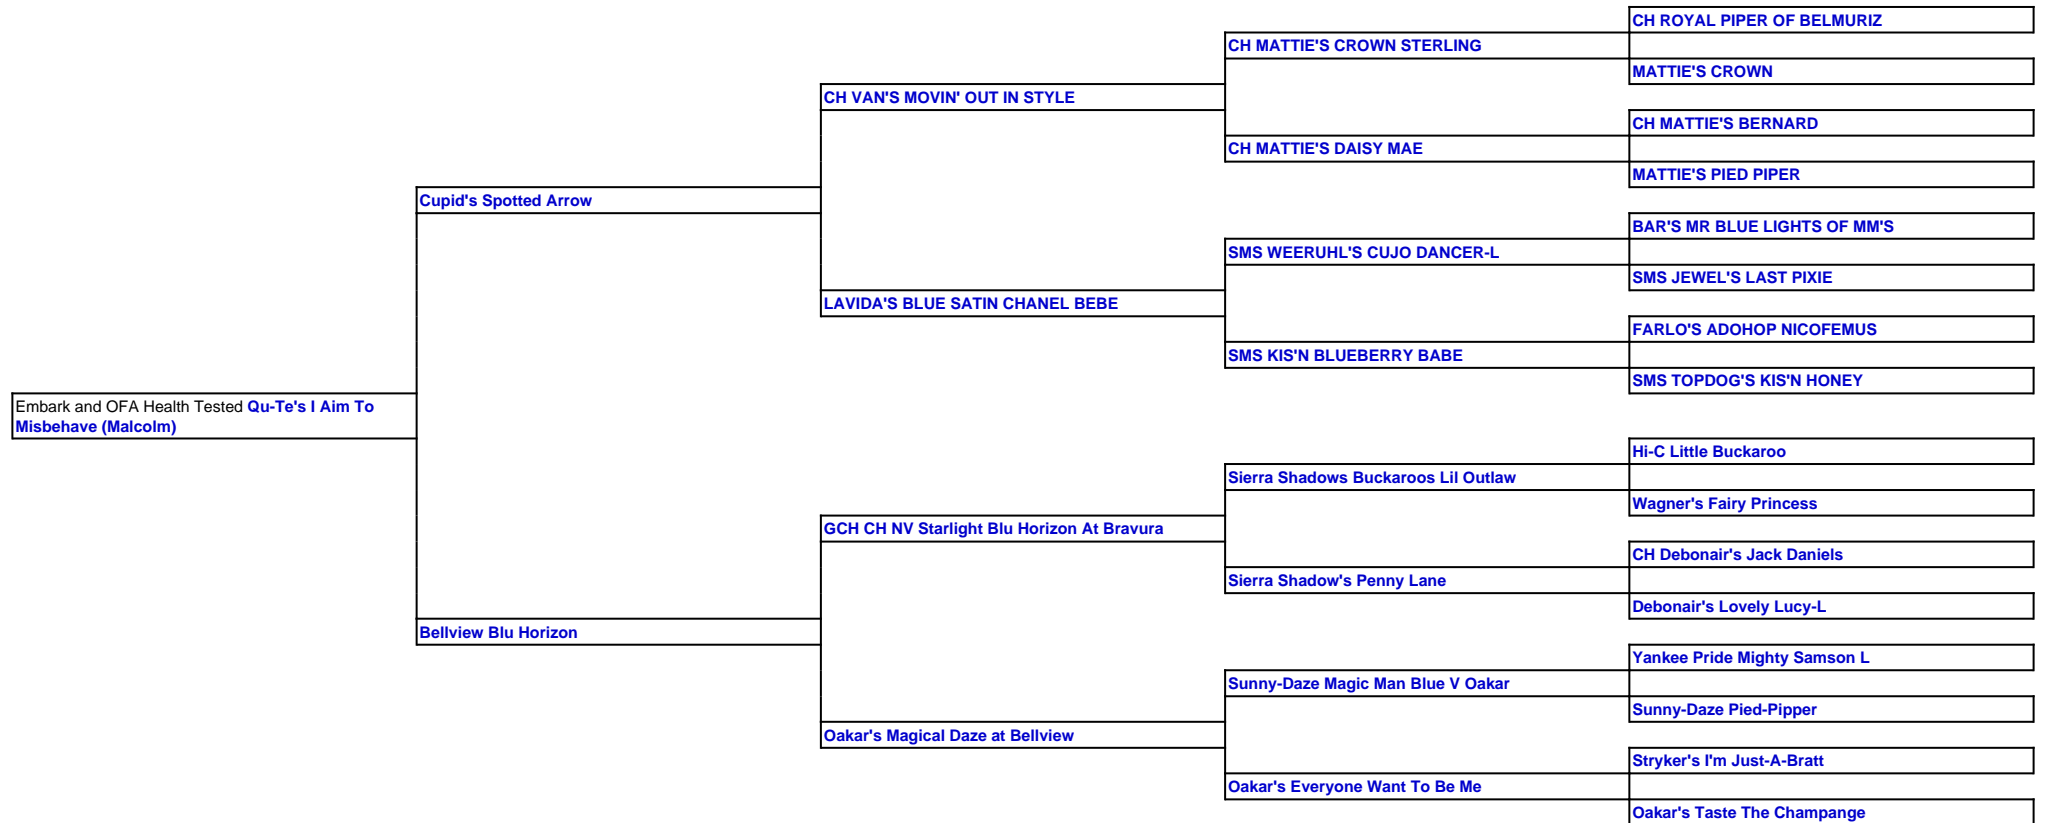 CH ROYAL PIPER OF BELMURIZ
CH MATTIE'S CROWN STERLING
MATTIE'S CROWN
CH VAN'S MOVIN' OUT IN STYLE
CH MATTIE'S BERNARD
CH MATTIE'S DAISY MAE
MATTIE'S PIED PIPER
Cupid's Spotted Arrow
BAR'S MR BLUE LIGHTS OF MM'S
SMS WEERUHL'S CUJO DANCER-L
SMS JEWEL'S LAST PIXIE
LAVIDA'S BLUE SATIN CHANEL BEBE
FARLO'S ADOHOP NICOFEMUS
SMS KIS'N BLUEBERRY BABE
SMS TOPDOG'S KIS'N HONEY
Embark and OFA Health Tested Qu-Te's I Aim To
Misbehave (Malcolm)
Hi-C Little Buckaroo
Sierra Shadows Buckaroos Lil Outlaw
Wagner's Fairy Princess
GCH CH NV Starlight Blu Horizon At Bravura
CH Debonair's Jack Daniels
Sierra Shadow's Penny Lane
Debonair's Lovely Lucy-L
Bellview Blu Horizon
Yankee Pride Mighty Samson L
Sunny-Daze Magic Man Blue V Oakar
Sunny-Daze Pied-Pipper
Oakar's Magical Daze at Bellview
Stryker's I'm Just-A-Bratt
Oakar's Everyone Want To Be Me
Oakar's Taste The Champange